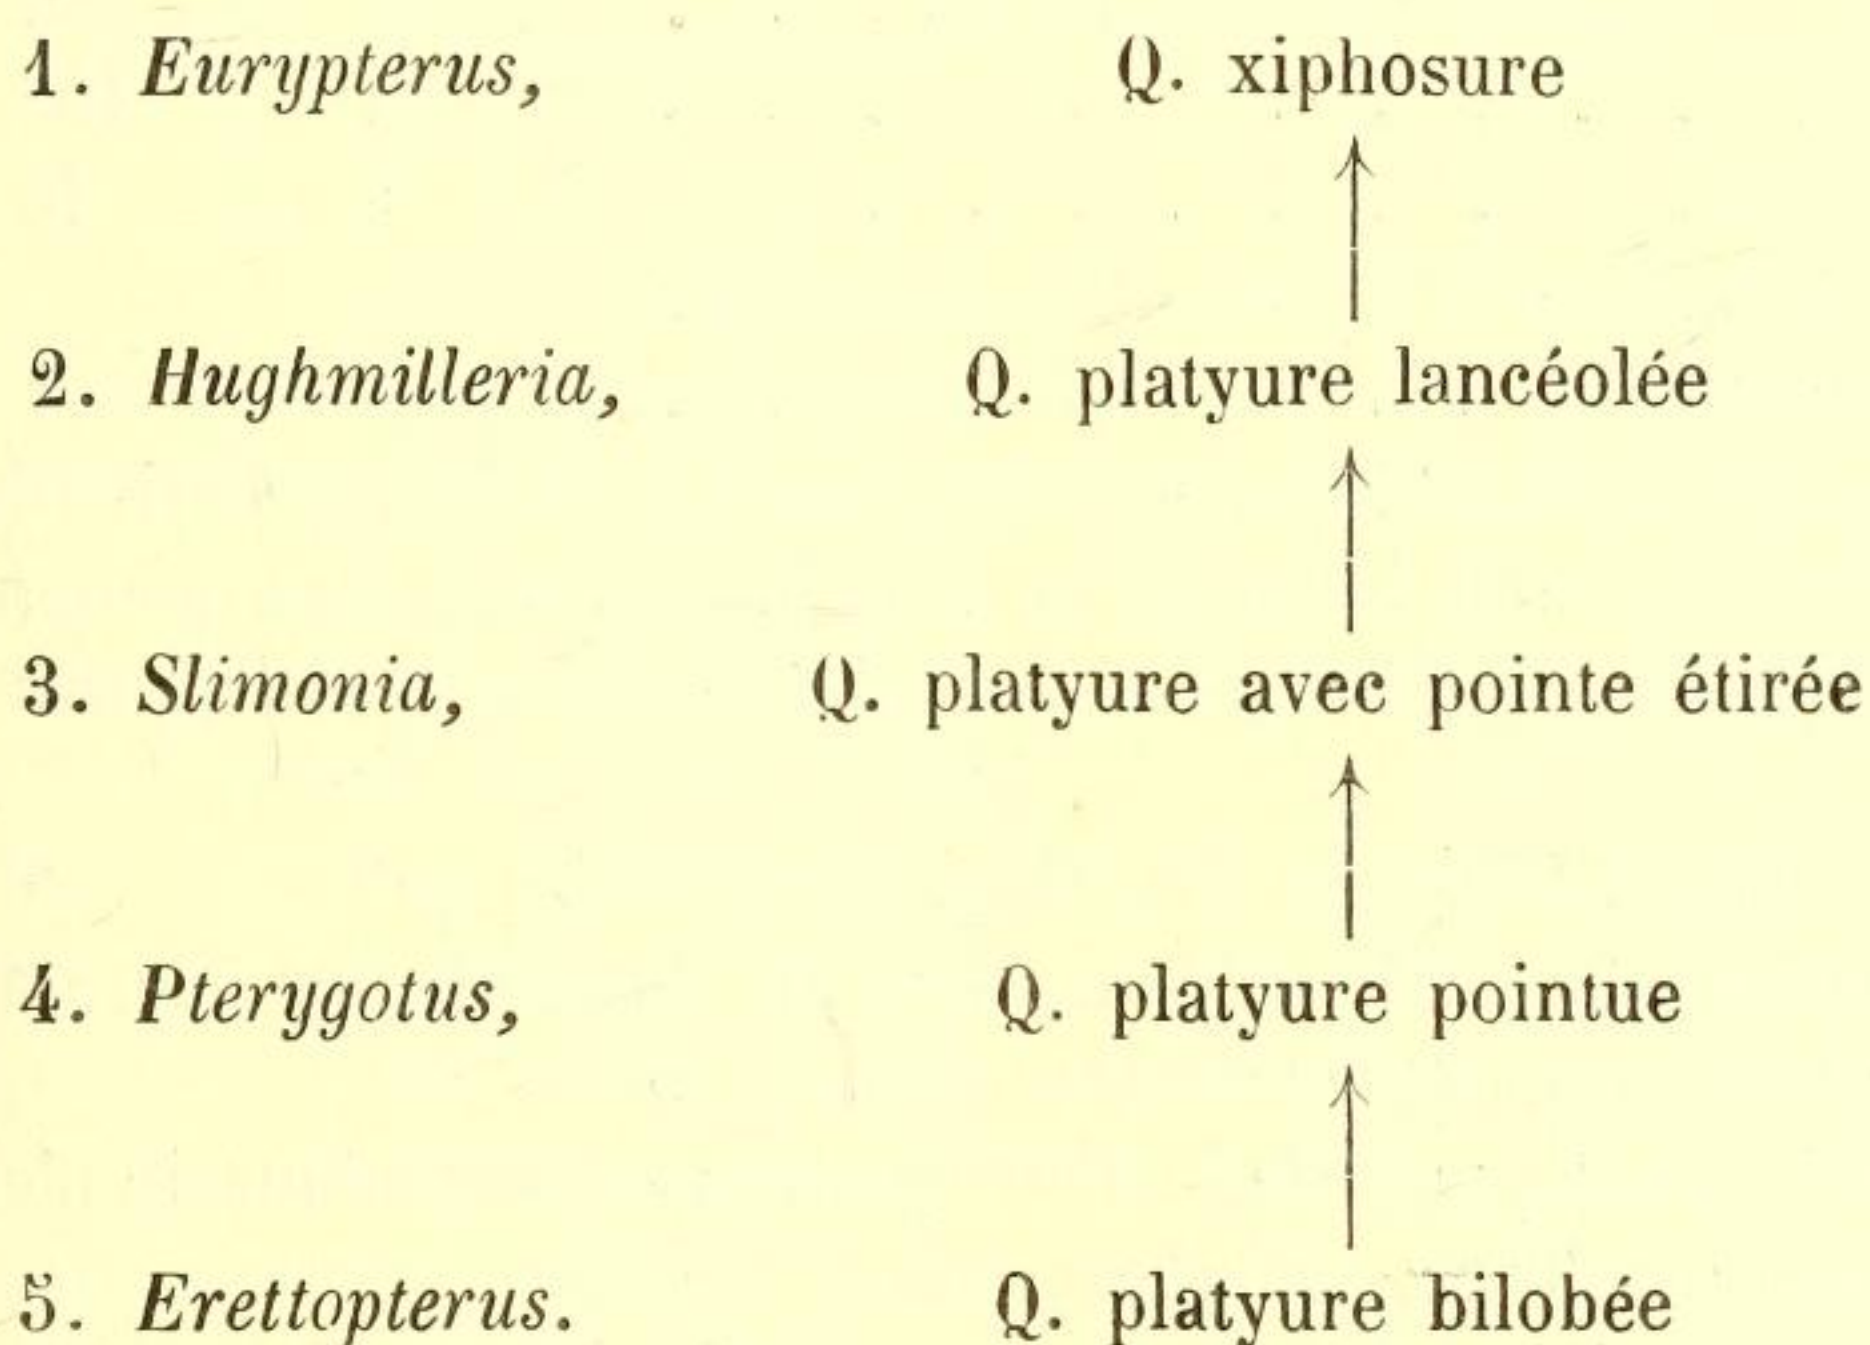 1. Eurypterus, Q. xiphosure
2. Hughmilleria, Q. platyure lancéolée
3. Slimonia, Q. platyure avec pointe étirée
4. Pterygotus, Q. platyure pointue
5. Erettopterus. Q. platyure bilobée